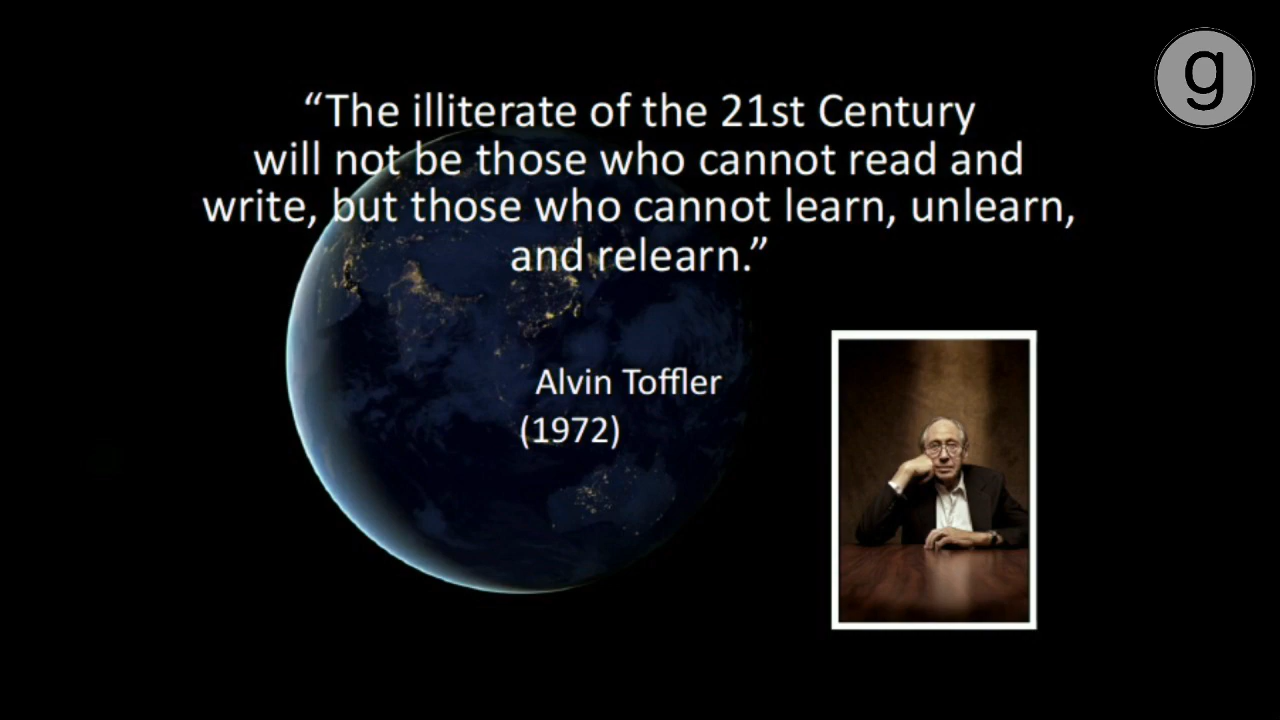 g
“The illiterate of the 21st Century
will not be those who cannot read and
write, but those who cannot learn, unlearn,
and relearn.”
Alvin Toffler
(1972)